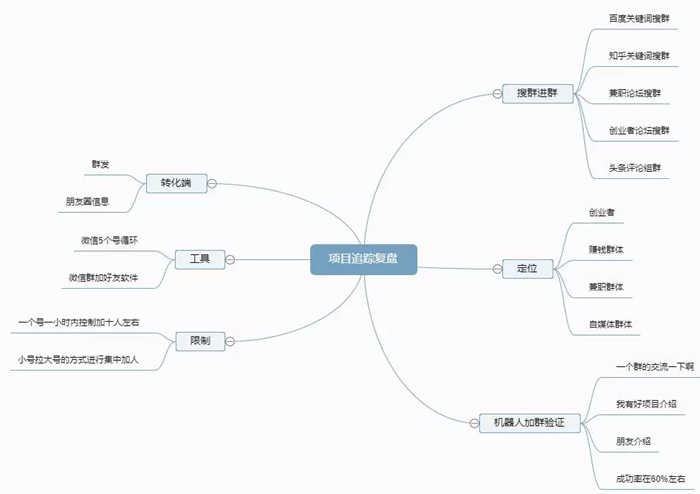 项目追踪复盘
搜群进群
百度关键词搜群
知乎关键词搜群
兼职论坛搜群
创业者论坛搜群
头条评论组群
定位
创业者
赚钱群体
兼职群体
自媒体群体
机器人加群验证
一个群的交流一下啊
我有好项目介绍
朋友介绍
成功率在60%左右
转化端
群发
朋友圈信息
工具
微信5个号循环
微信群加好友软件
限制
一个号一小时内控制加十人左右
小号拉大号的方式进行集中加人